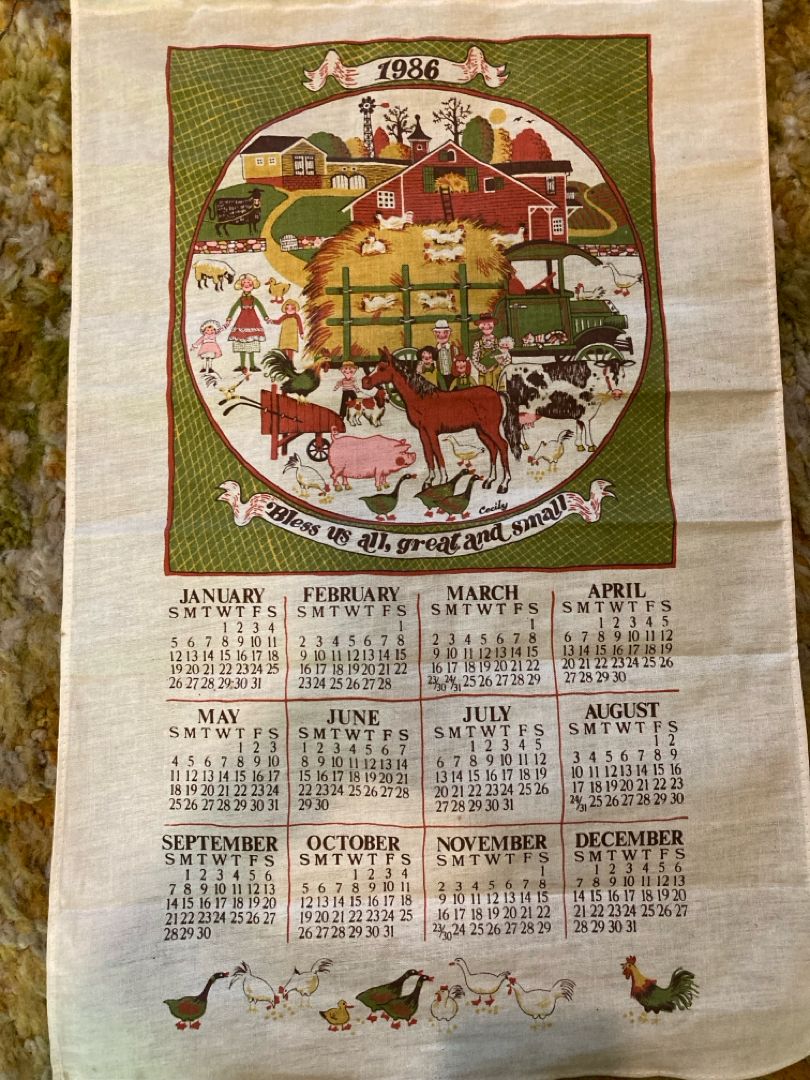 1986
Cecily
Bless us all, great and small
JANUARY
S M T W T F S
1 2 3 4
5 6 7 8 9 10 11
12 13 14 15 16 17 18
19 20 21 22 23 24 25
26 27 28 29 30 31
FEBRUARY
S M T W T F S
1
2 3 4 5 6 7 8
9 10 11 12 13 14 15
16 17 18 19 20 21 22
23 24 25 26 27 28
MARCH
S M T W T F S
1
2 3 4 5 6 7 8
9 10 11 12 13 14 15
16 17 18 19 20 21 22
23/30 24/31 25 26 27 28 29
APRIL
S M T W T F S
1 2 3 4 5
6 7 8 9 10 11 12
13 14 15 16 17 18 19
20 21 22 23 24 25 26
27 28 29 30
MAY
S M T W T F S
1 2 3
4 5 6 7 8 9 10
11 12 13 14 15 16 17
18 19 20 21 22 23 24
25 26 27 28 29 30 31
JUNE
S M T W T F S
1 2 3 4 5 6 7
8 9 10 11 12 13 14
15 16 17 18 19 20 21
22 23 24 25 26 27 28
29 30
JULY
S M T W T F S
1 2 3 4 5
6 7 8 9 10 11 12
13 14 15 16 17 18 19
20 21 22 23 24 25 26
27 28 29 30 31
AUGUST
S M T W T F S
1 2
3 4 5 6 7 8 9
10 11 12 13 14 15 16
17 18 19 20 21 22 23
24/31 25 26 27 28 29 30
SEPTEMBER
S M T W T F S
1 2 3 4 5 6
7 8 9 10 11 12 13
14 15 16 17 18 19 20
21 22 23 24 25 26 27
28 29 30
OCTOBER
S M T W T F S
1 2 3 4
5 6 7 8 9 10 11
12 13 14 15 16 17 18
19 20 21 22 23 24 25
26 27 28 29 30 31
NOVEMBER
S M T W T F S
1
2 3 4 5 6 7 8
9 10 11 12 13 14 15
16 17 18 19 20 21 22
23/30 24 25 26 27 28 29
DECEMBER
S M T W T F S
1 2 3 4 5 6
7 8 9 10 11 12 13
14 15 16 17 18 19 20
21 22 23 24 25 26 27
28 29 30 31